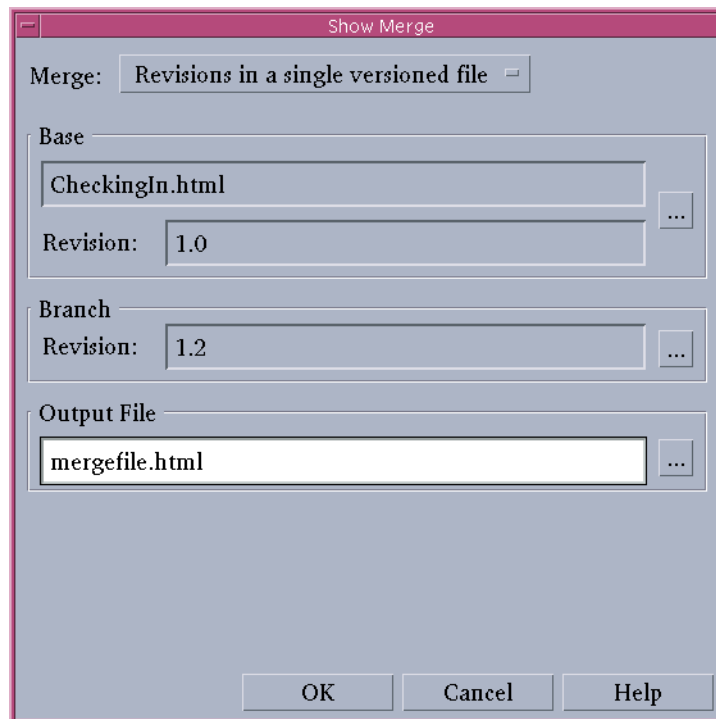 Show Merge
Merge: Revisions in a single versioned file
Base
CheckingIn.html
...
Revision: 1.0
Branch
Revision: 1.2
...
Output File
mergefile.html
...
OK Cancel Help